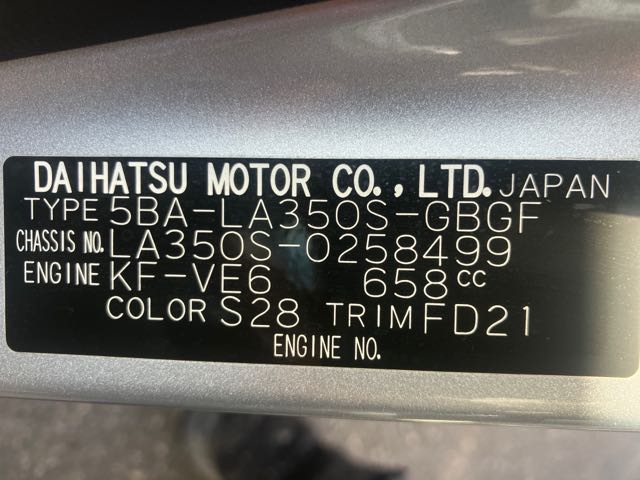 DAIHATSU MOTOR CO., LTD. JAPAN
TYPE 5BA-LA350S-GBGF
CHASSIS NO. LA350S-0258499
ENGINE KF-VE6 658cc
COLOR S28 TRIM FD21
ENGINE NO.